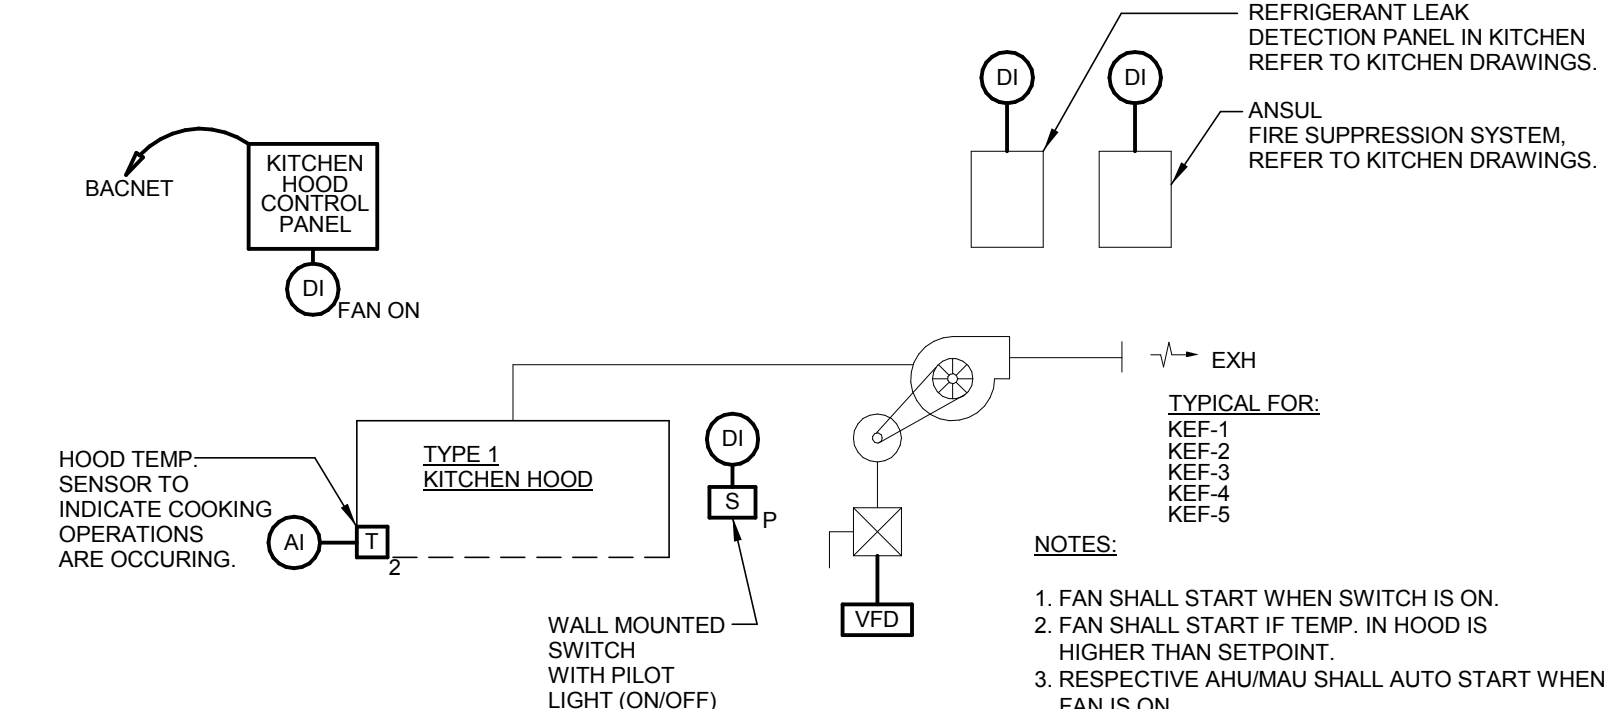 REFRIGERANT LEAK
DETECTION PANEL IN KITCHEN
REFER TO KITCHEN DRAWINGS.
DI
DI
ANSUL
FIRE SUPPRESSION SYSTEM,
REFER TO KITCHEN DRAWINGS.
BACNET
KITCHEN
HOOD
CONTROL
PANEL
DI
FAN ON
EXH
TYPICAL FOR:
KEF-1
KEF-2
KEF-3
KEF-4
KEF-5
HOOD TEMP.
SENSOR TO
INDICATE COOKING
OPERATIONS
ARE OCCURING.
AI
T
2
TYPE 1
KITCHEN HOOD
DI
S
P
WALL MOUNTED
SWITCH
WITH PILOT
LIGHT (ON/OFF)
VFD
NOTES:
1. FAN SHALL START WHEN SWITCH IS ON.
2. FAN SHALL START IF TEMP. IN HOOD IS
HIGHER THAN SETPOINT.
3. RESPECTIVE AHU/MAU SHALL AUTO START WHEN
FAN IS ON